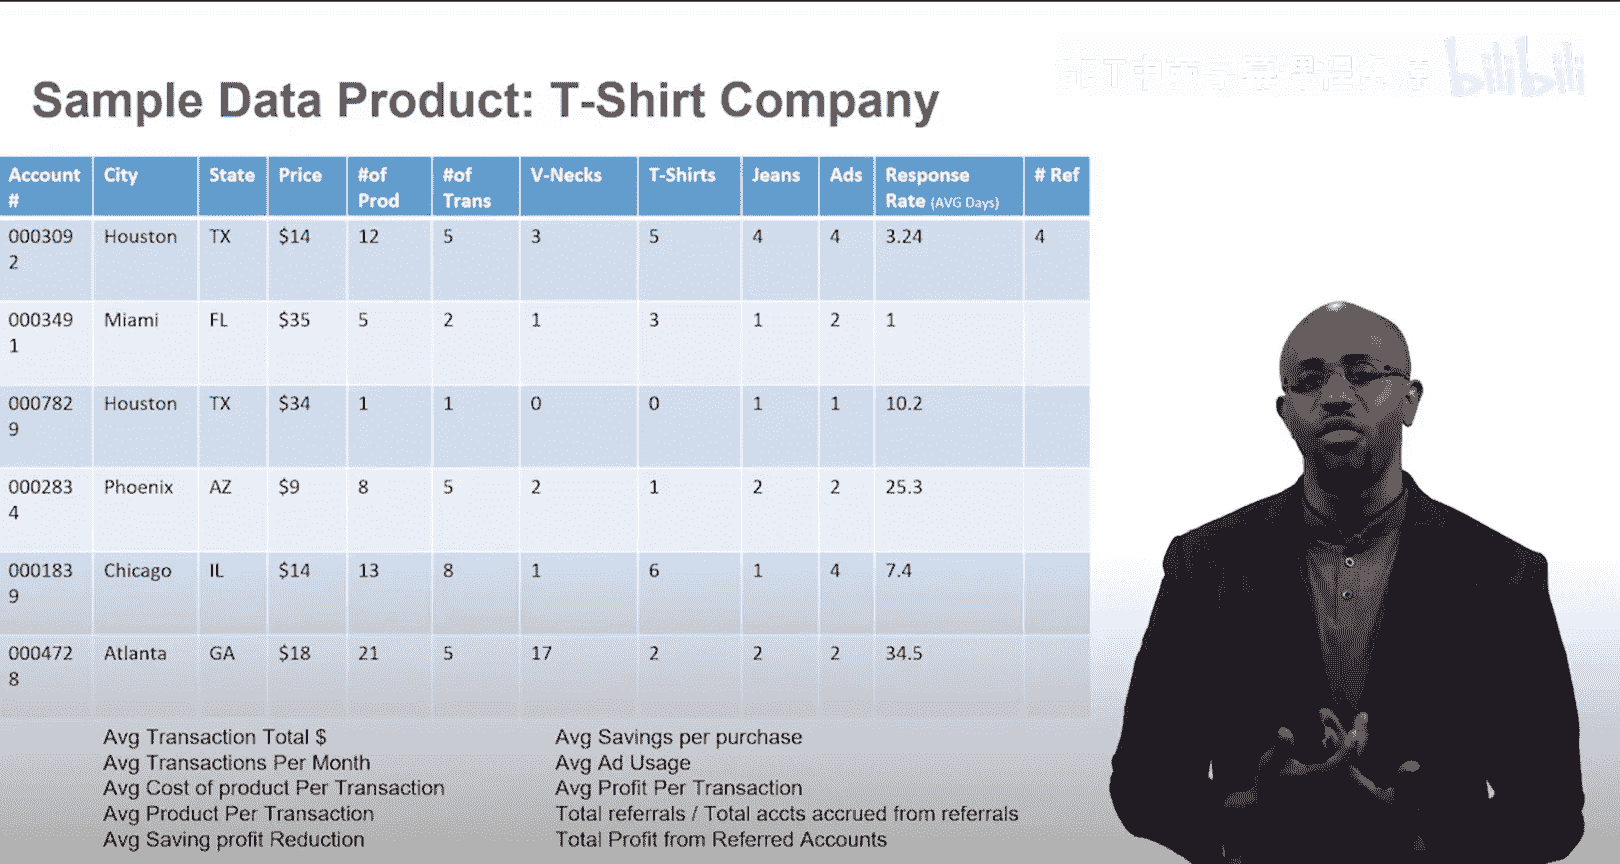 bilibili
Sample Data Product: T-Shirt Company
Account # City State Price #of Prod #of Trans V-Necks T-Shirts Jeans Ads Response Rate (AVG Days) # Ref
0003092 Houston TX $14 12 5 3 5 4 4 3.24 4
0003491 Miami FL $35 5 2 1 3 1 2 1
0007829 Houston TX $34 1 1 0 0 1 1 10.2
0002834 Phoenix AZ $9 8 5 2 1 2 2 25.3
0001839 Chicago IL $14 13 8 1 6 1 4 7.4
0004728 Atlanta GA $18 21 5 17 2 2 2 34.5
Avg Transaction Total $
Avg Transactions Per Month
Avg Cost of product Per Transaction
Avg Product Per Transaction
Avg Saving profit Reduction
Avg Savings per purchase
Avg Ad Usage
Avg Profit Per Transaction
Total referrals / Total accts accrued from referrals
Total Profit from Referred Accounts